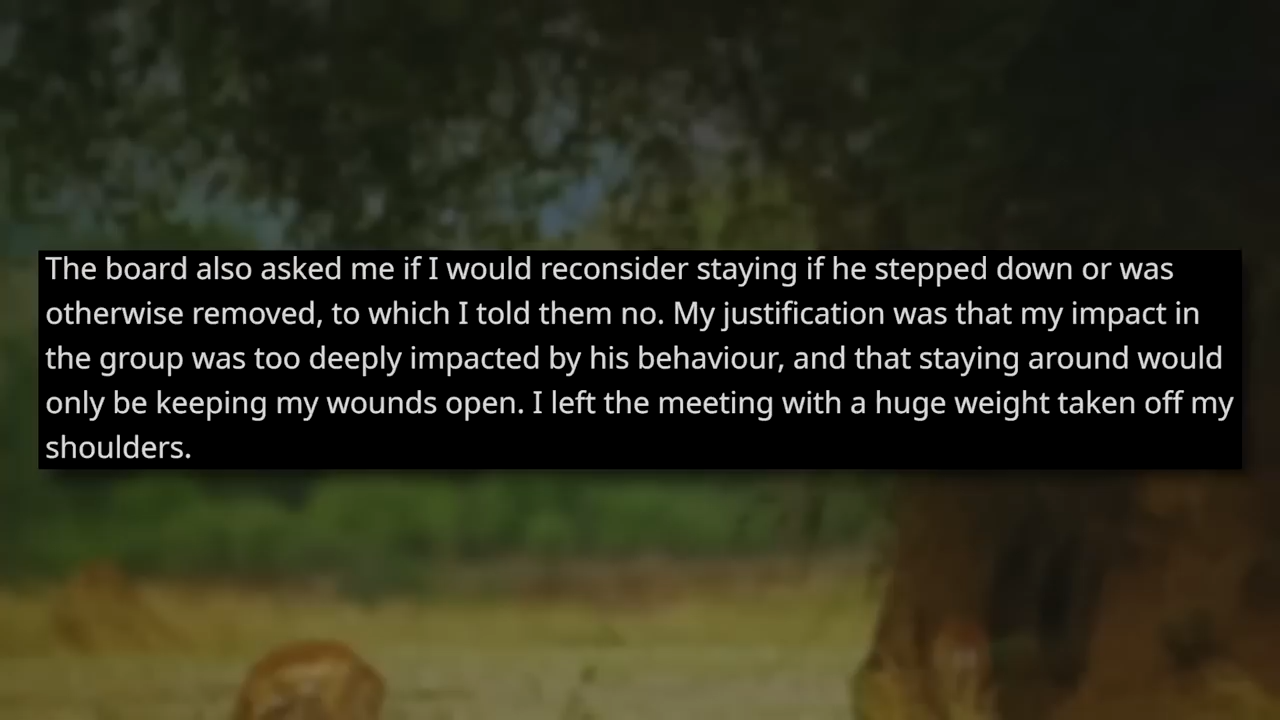 The board also asked me if I would reconsider staying if he stepped down or was
otherwise removed, to which I told them no. My justification was that my impact in
the group was too deeply impacted by his behaviour, and that staying around would
only be keeping my wounds open. I left the meeting with a huge weight taken off my
shoulders.